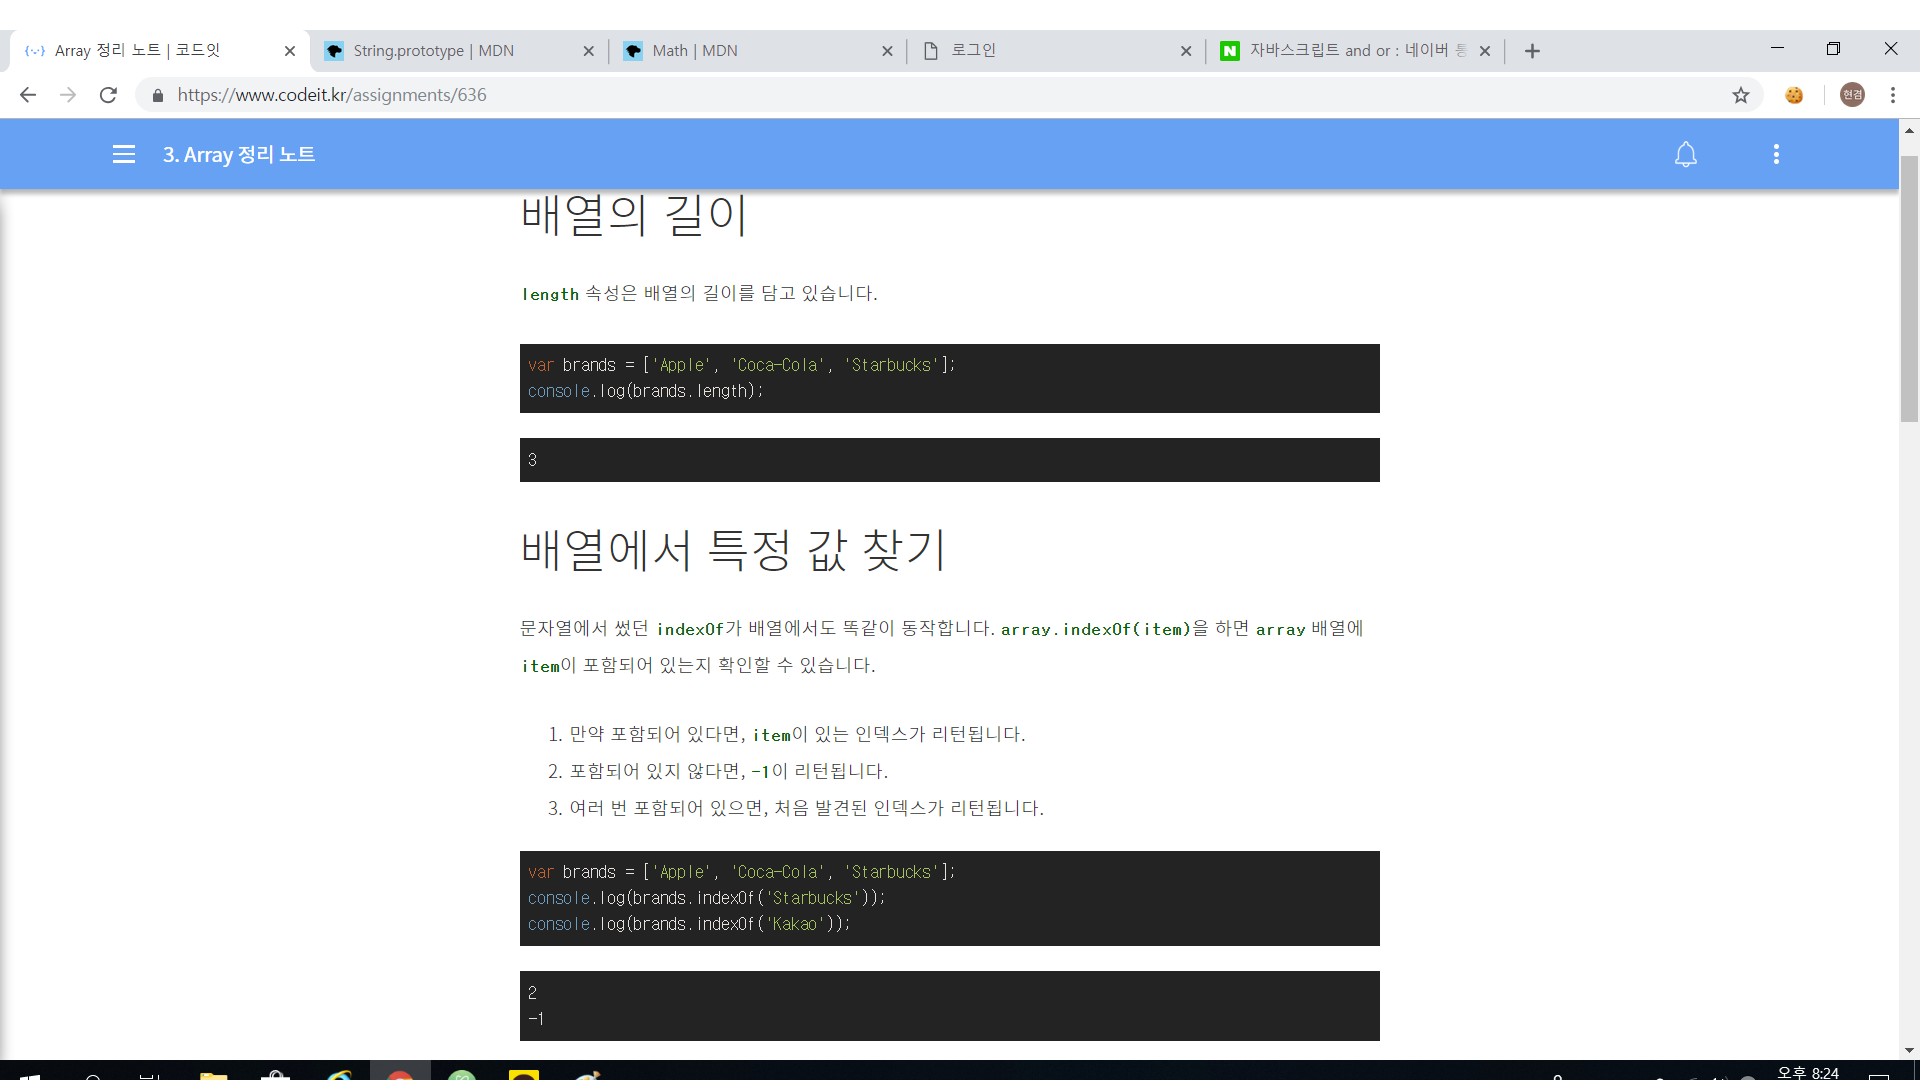 Array 정리 노트 | 코드잇
String.prototype | MDN
Math | MDN
로그인
자바스크립트 and or : 네이버 통
https://www.codeit.kr/assignments/636
현겸
3. Array 정리 노트
배열의 길이
length 속성은 배열의 길이를 담고 있습니다.
var brands = ['Apple', 'Coca-Cola', 'Starbucks'];
console.log(brands.length);
3
배열에서 특정 값 찾기
문자열에서 썼던 indexOf가 배열에서도 똑같이 동작합니다. array.indexOf(item)을 하면 array 배열에
item이 포함되어 있는지 확인할 수 있습니다.
1. 만약 포함되어 있다면, item이 있는 인덱스가 리턴됩니다.
2. 포함되어 있지 않다면, -1이 리턴됩니다.
3. 여러 번 포함되어 있으면, 처음 발견된 인덱스가 리턴됩니다.
var brands = ['Apple', 'Coca-Cola', 'Starbucks'];
console.log(brands.indexOf('Starbucks'));
console.log(brands.indexOf('Kakao'));
2
-1
오후 8:24